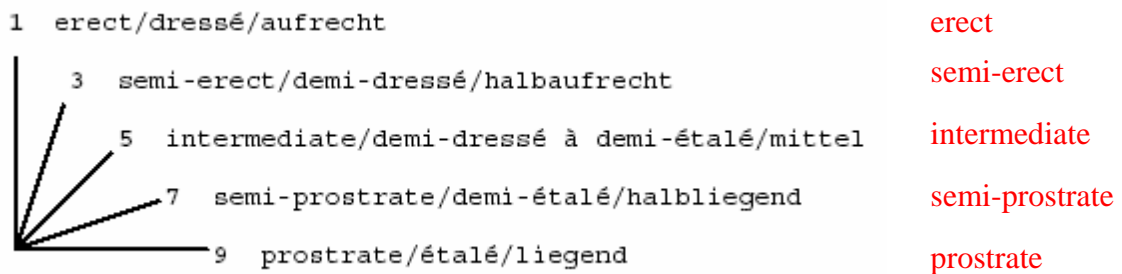 1 erect/dressé/aufrecht erect
3 semi-erect/demi-dressé/halbaufrecht semi-erect
5 intermediate/demi-dressé à demi-étalé/mittel intermediate
7 semi-prostrate/demi-étalé/halbliegend semi-prostrate
9 prostrate/étalé/liegend prostrate